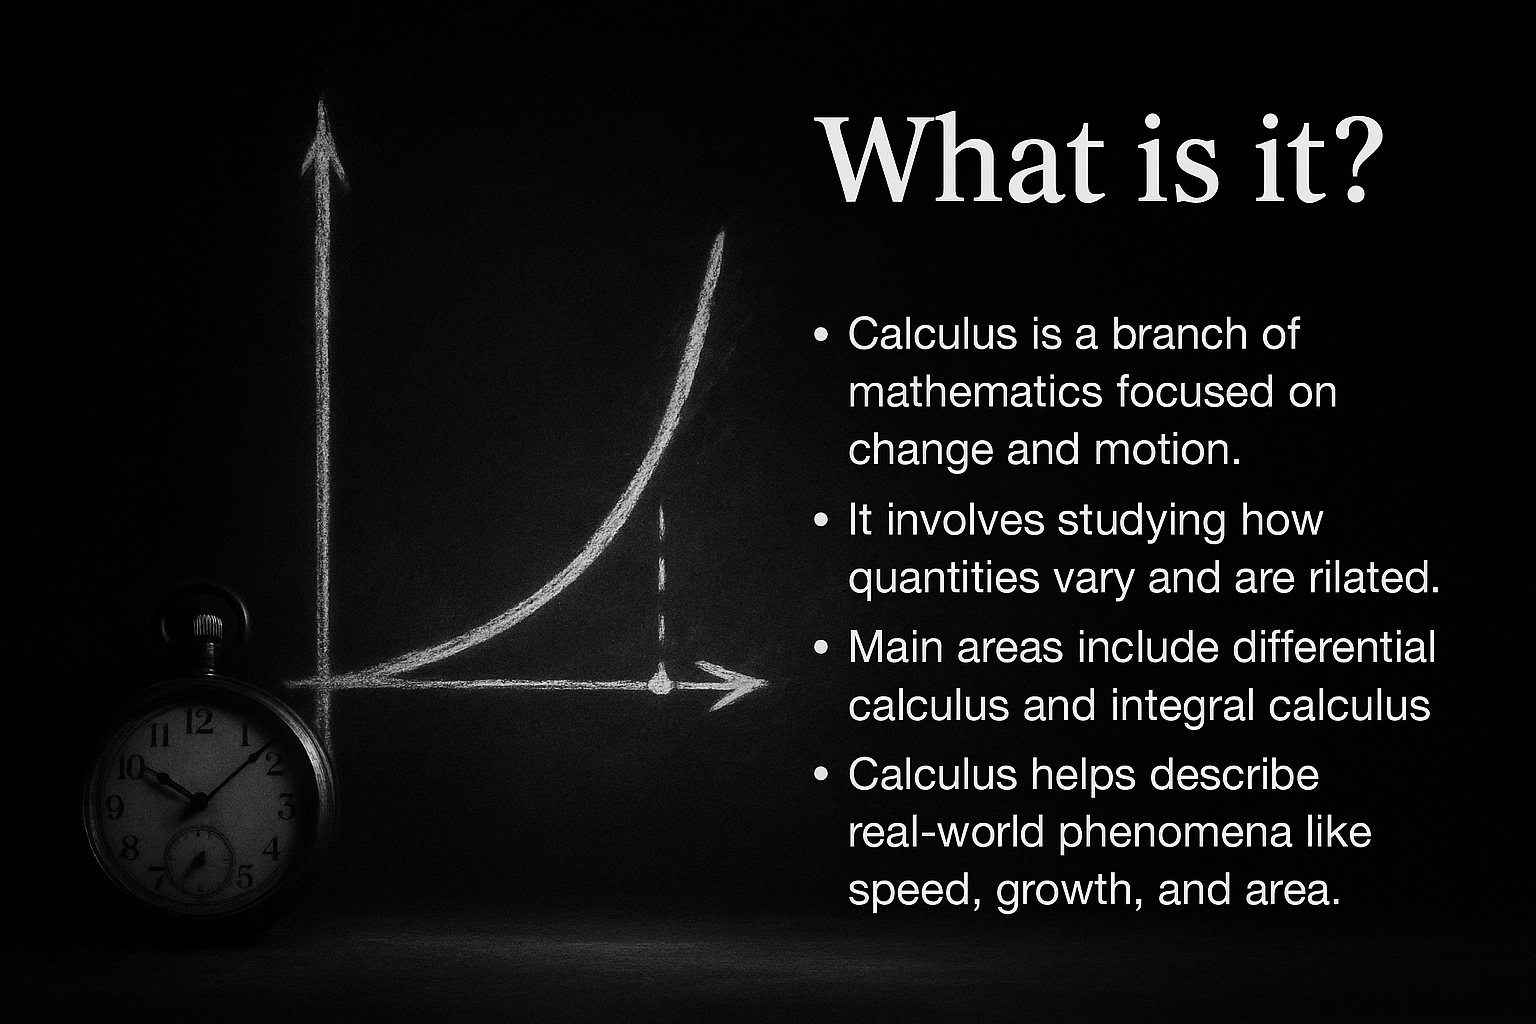 What is it?
• Calculus is a branch of
mathematics focused on
change and motion.
• It involves studying how
quantities vary and are rilated.
• Main areas include differential
calculus and integral calculus
• Calculus helps describe
real-world phenomena like
speed, growth, and area.
12
11 1
10 2
9 3
8 4
7 5